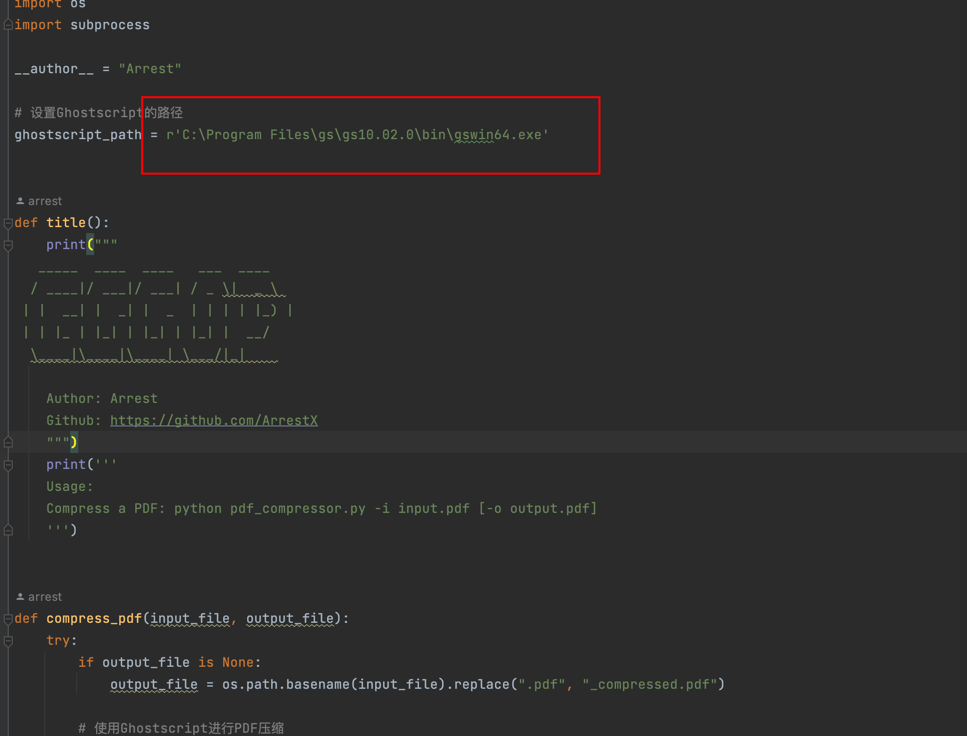 import os
import subprocess
__author__ = "Arrest"
# 设置Ghostscript的路径
ghostscript_path = r'C:\Program Files\gs\gs10.02.0\bin\gswin64.exe'
arrest
def title():
    print("""
   _____  ____  ____   ___  ____
  / ____|/ ___|/ ___| / _ \|  _ \
 | |  __| |  _| |  _  | | | | |_) |
 | | |_ | |_| | |_| | |_| |  __/
  \____|\____|\____| \___/|_|
    Author: Arrest
    Github: https://github.com/ArrestX
    """)
    print('''
    Usage:
    Compress a PDF: python pdf_compressor.py -i input.pdf [-o output.pdf]
    ''')
arrest
def compress_pdf(input_file, output_file):
    try:
        if output_file is None:
            output_file = os.path.basename(input_file).replace(".pdf", "_compressed.pdf")
        # 使用Ghostscript进行PDF压缩